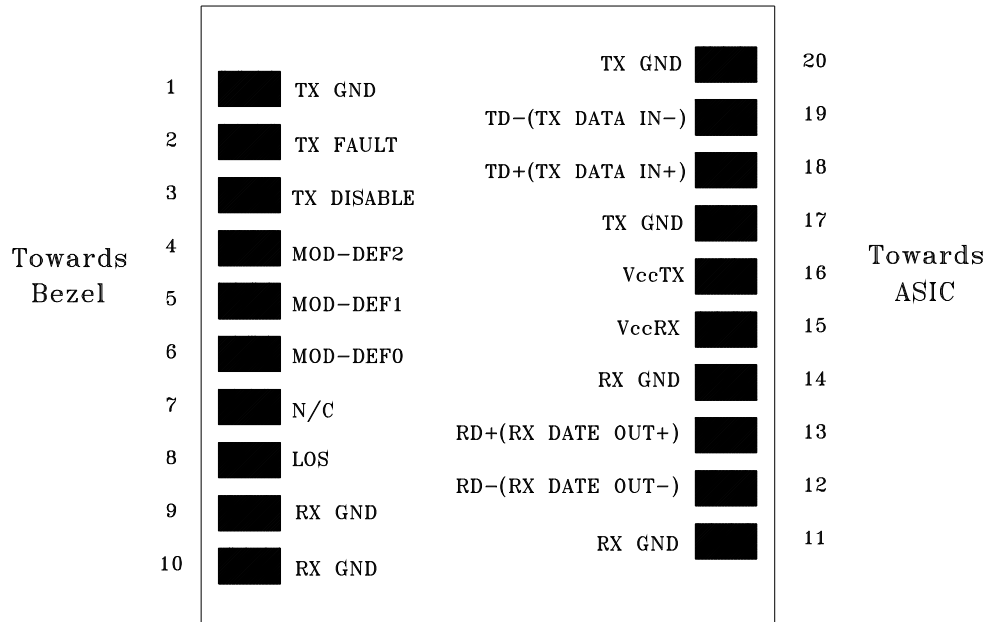 Towards
Bezel
1 TX GND
2 TX FAULT
3 TX DISABLE
4 MOD-DEF2
5 MOD-DEF1
6 MOD-DEF0
7 N/C
8 LOS
9 RX GND
10 RX GND
TX GND 20
TD-(TX DATA IN-) 19
TD+(TX DATA IN+) 18
TX GND 17
VccTX 16
VccRX 15
RX GND 14
RD+(RX DATE OUT+) 13
RD-(RX DATE OUT-) 12
RX GND 11
Towards
ASIC